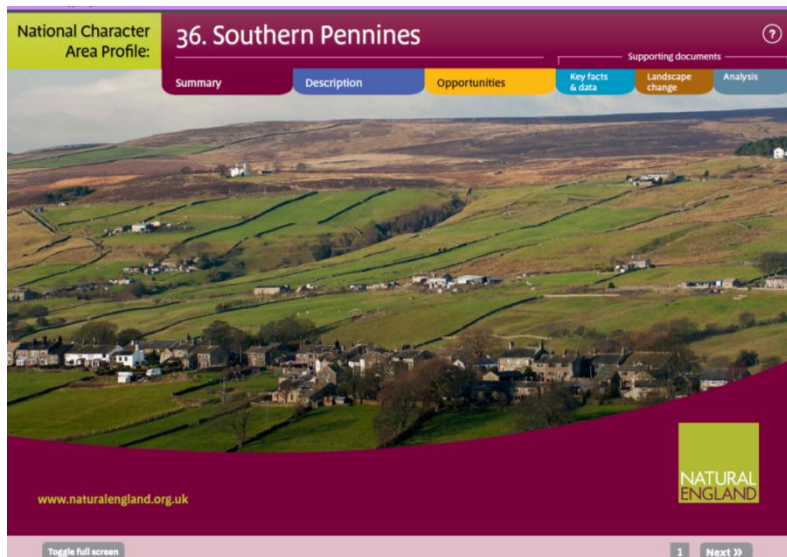 National Character
Area Profile:
36. Southern Pennines
?
Supporting documents
Summary
Description
Opportunities
Key facts
& data
Landscape
change
Analysis
NATURAL
ENGLAND
www.naturalengland.org.uk
Toggle full screen
1
Next »